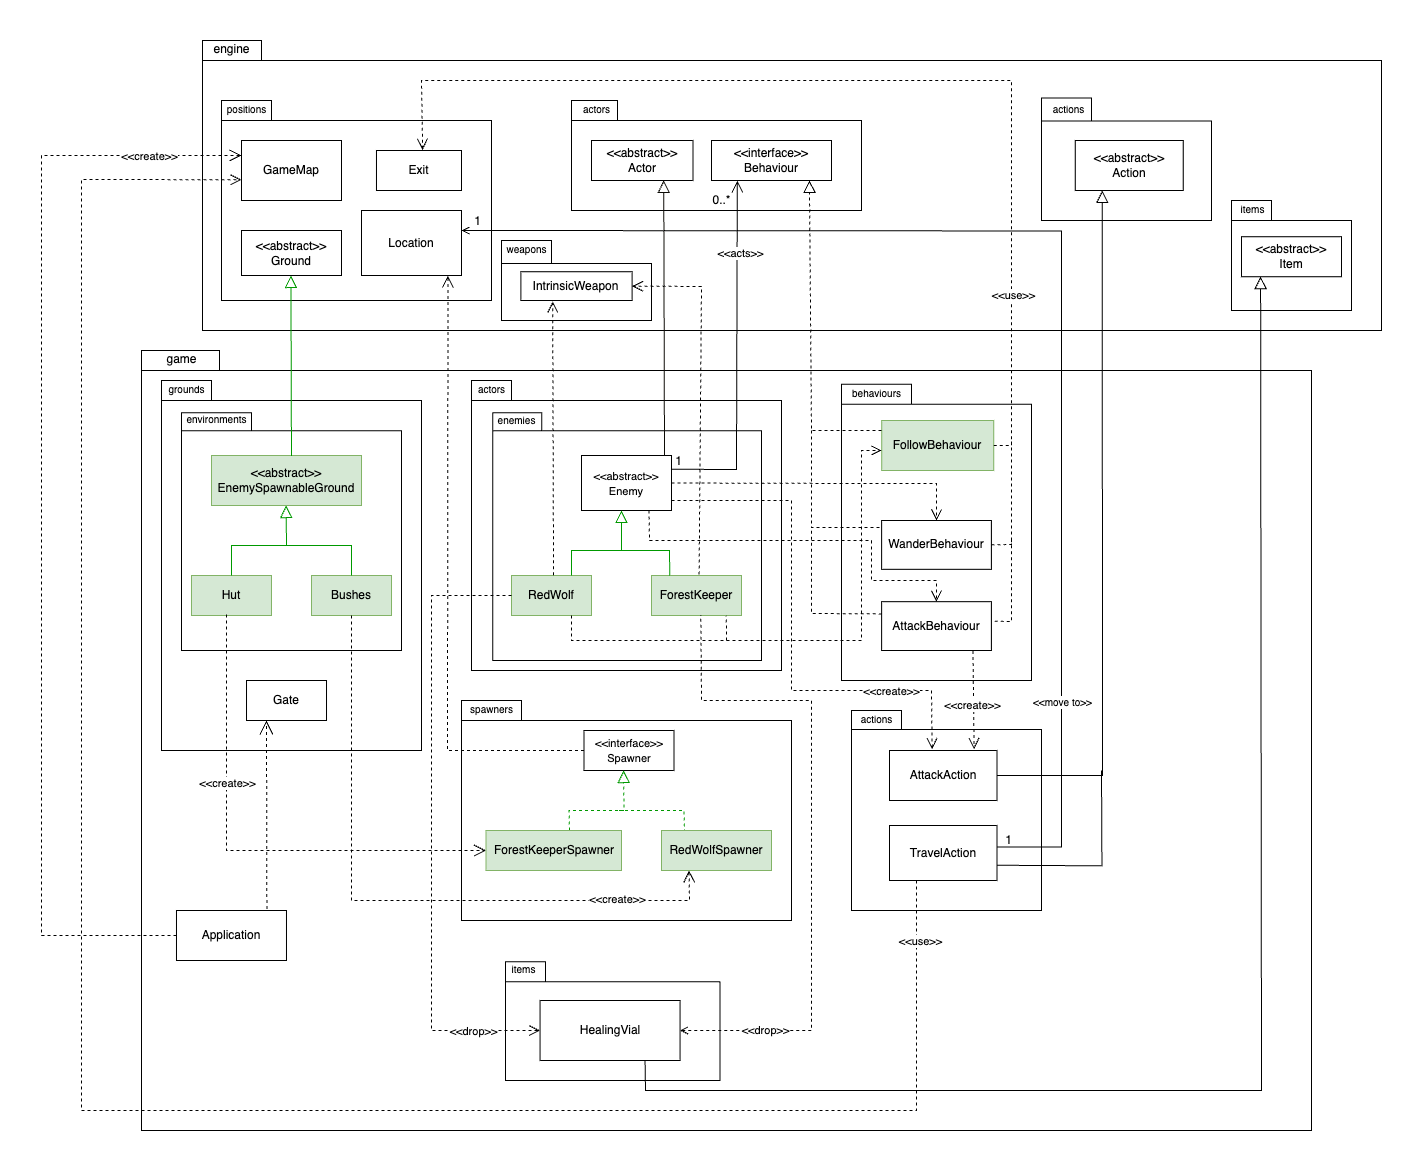 engine
positions
actors
actions
<<create>>
GameMap
Exit
<<abstract>>
Actor
<<interface>>
Behaviour
<<abstract>>
Action
0..*
items
1
Location
<<abstract>>
Ground
weapons
<<acts>>
<<abstract>>
Item
IntrinsicWeapon
<<use>>
game
grounds
actors
behaviours
environments
enemies
FollowBehaviour
<<abstract>>
EnemySpawnableGround
1
<<abstract>>
Enemy
WanderBehaviour
Hut
Bushes
RedWolf
ForestKeeper
AttackBehaviour
Gate
<<create>>
<<create>>
<<move to>>
spawners
actions
<<interface>>
Spawner
<<create>>
AttackAction
ForestKeeperSpawner
RedWolfSpawner
1
TravelAction
<<create>>
Application
<<use>>
items
<<drop>>
HealingVial
<<drop>>